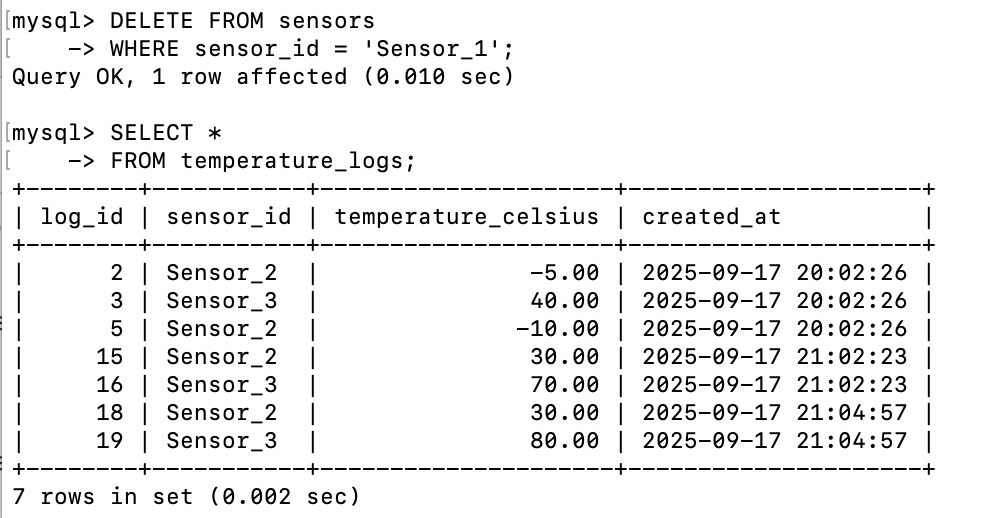 [mysql> DELETE FROM sensors
[    -> WHERE sensor_id = 'Sensor_1';
Query OK, 1 row affected (0.010 sec)

[mysql> SELECT *
[    -> FROM temperature_logs;
+--------+-----------+---------------------+---------------------+
| log_id | sensor_id | temperature_celsius | created_at          |
+--------+-----------+---------------------+---------------------+
|      2 | Sensor_2  |               -5.00 | 2025-09-17 20:02:26 |
|      3 | Sensor_3  |               40.00 | 2025-09-17 20:02:26 |
|      5 | Sensor_2  |              -10.00 | 2025-09-17 20:02:26 |
|     15 | Sensor_2  |               30.00 | 2025-09-17 21:02:23 |
|     16 | Sensor_3  |               70.00 | 2025-09-17 21:02:23 |
|     18 | Sensor_2  |               30.00 | 2025-09-17 21:04:57 |
|     19 | Sensor_3  |               80.00 | 2025-09-17 21:04:57 |
+--------+-----------+---------------------+---------------------+
7 rows in set (0.002 sec)